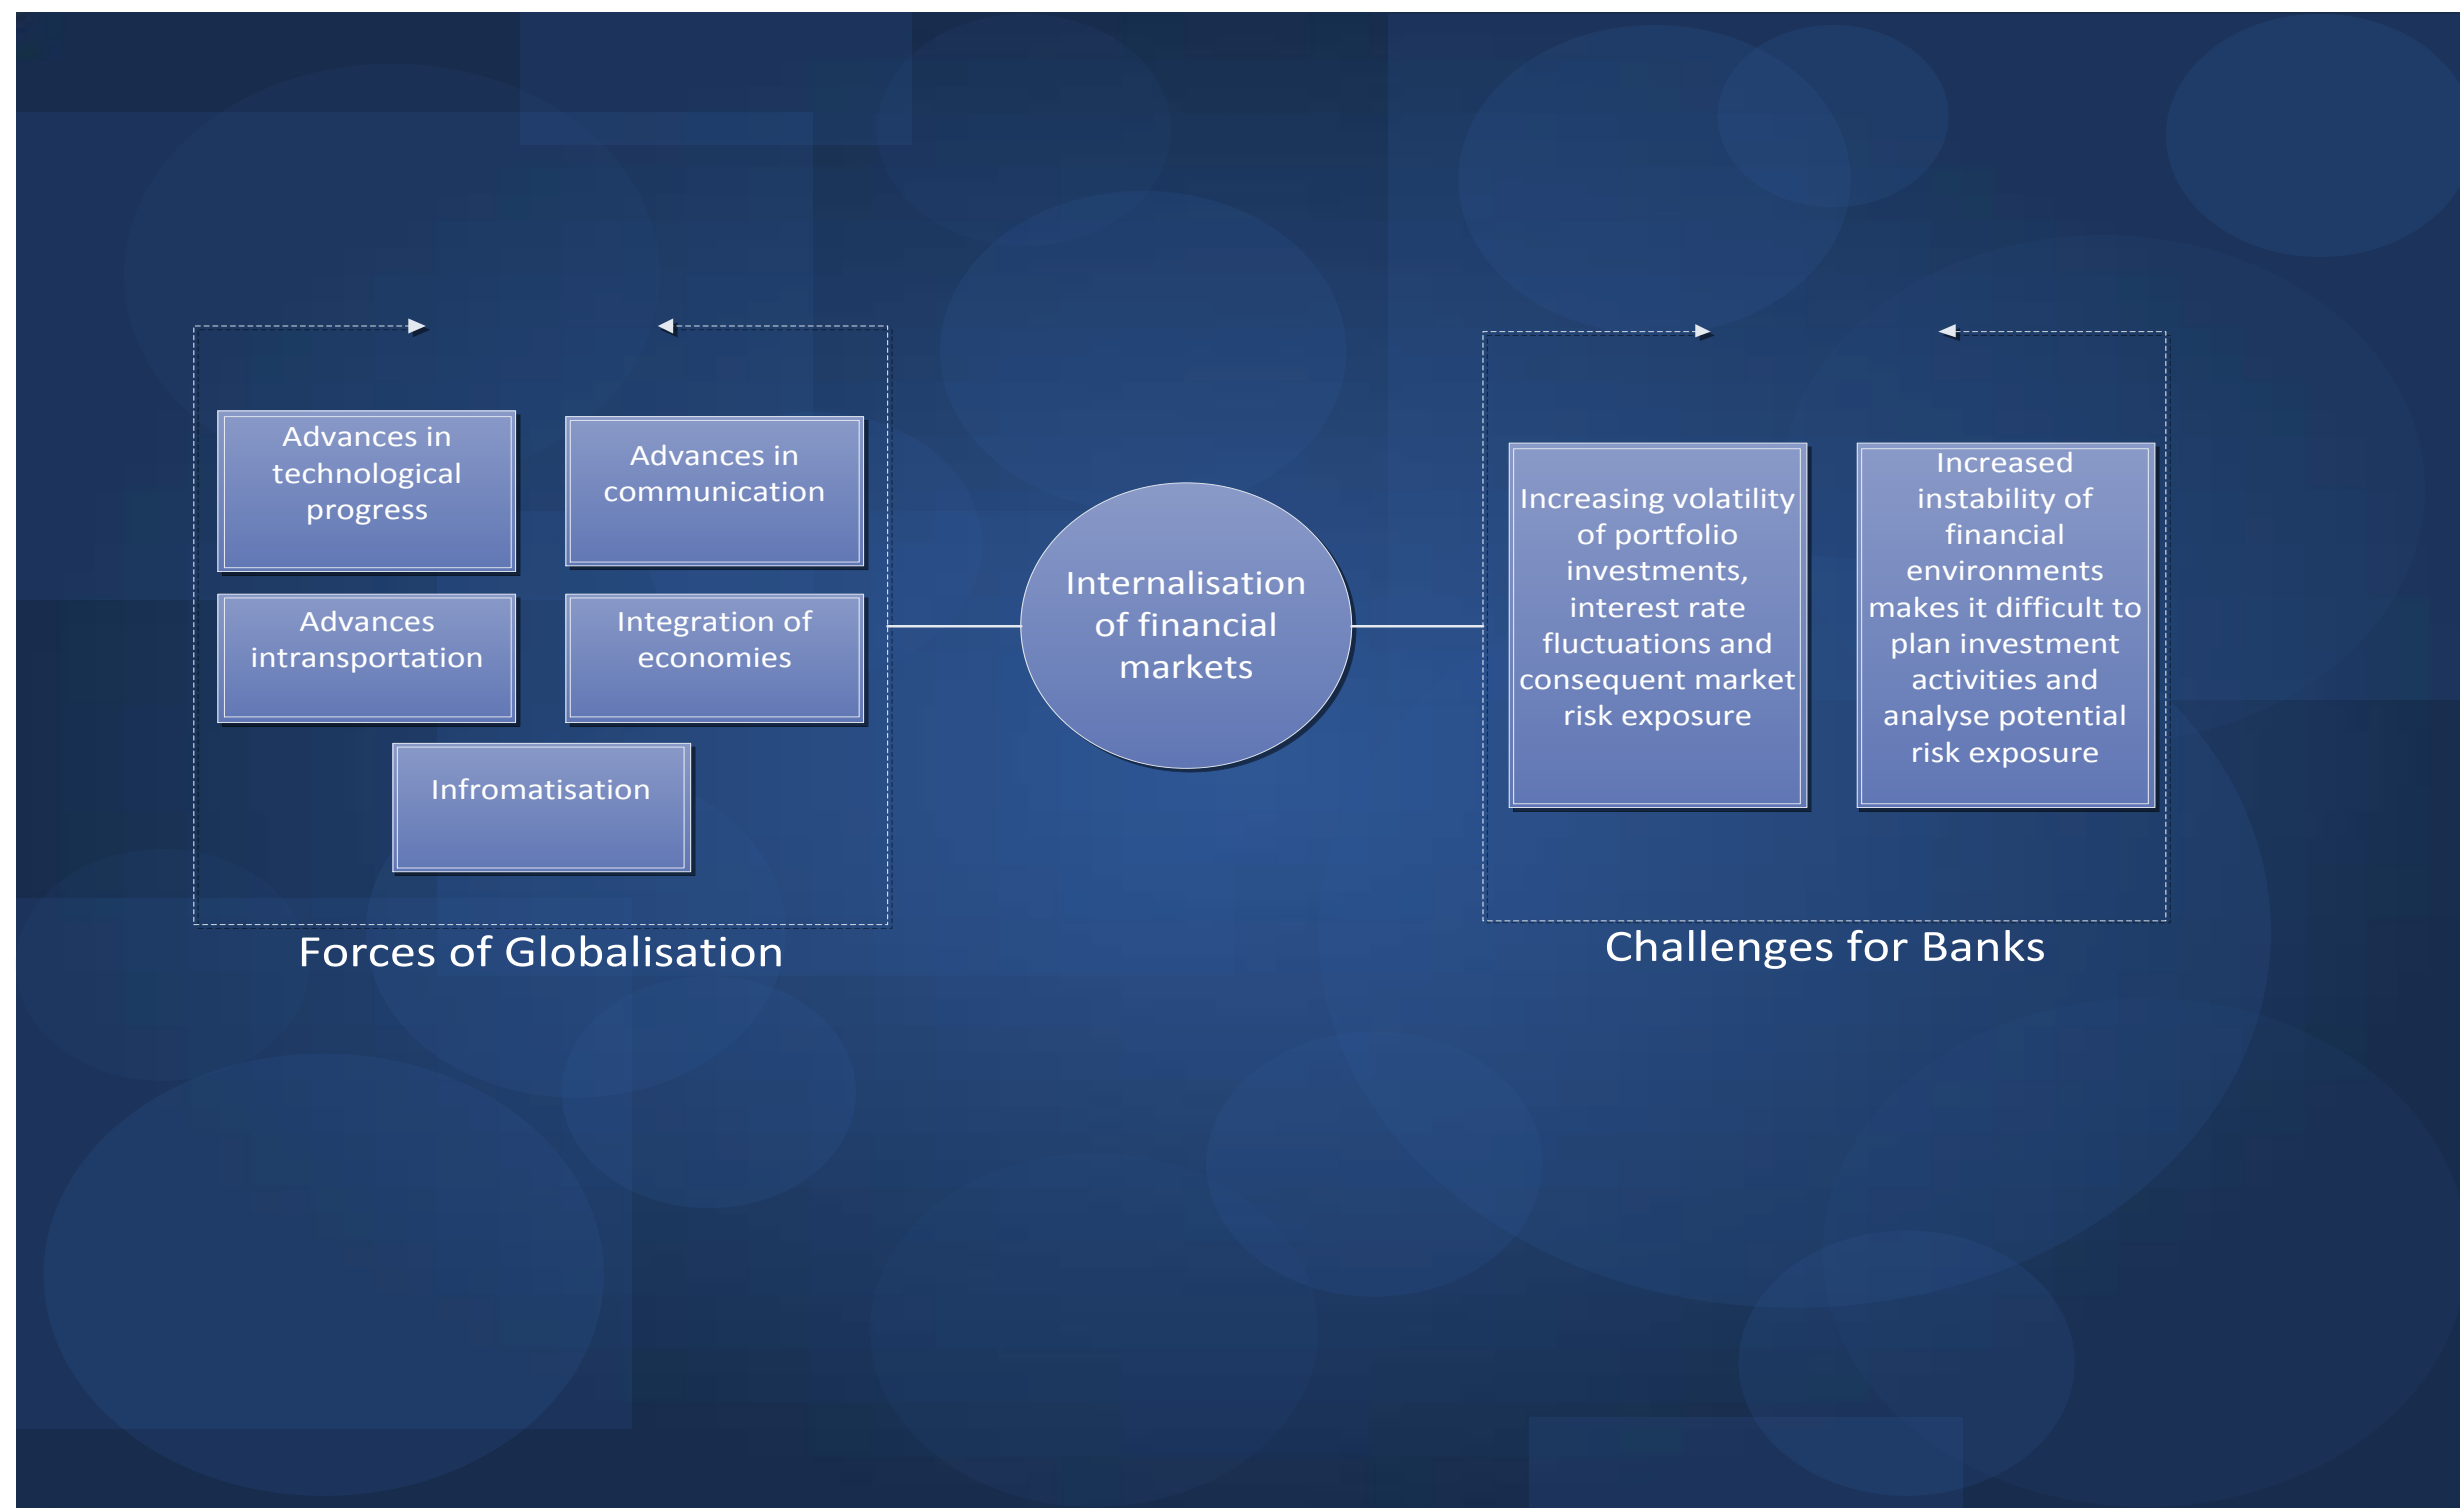 Advances in
technological
progress
Advances in
communication
Advances
intransportation
Integration of
economies
Infromatisation
Forces of Globalisation
Internalisation
of financial
markets
Increasing volatility
of portfolio
investments,
interest rate
fluctuations and
consequent market
risk exposure
Increased
instability of
financial
environments
makes it difficult to
plan investment
activities and
analyse potential
risk exposure
Challenges for Banks